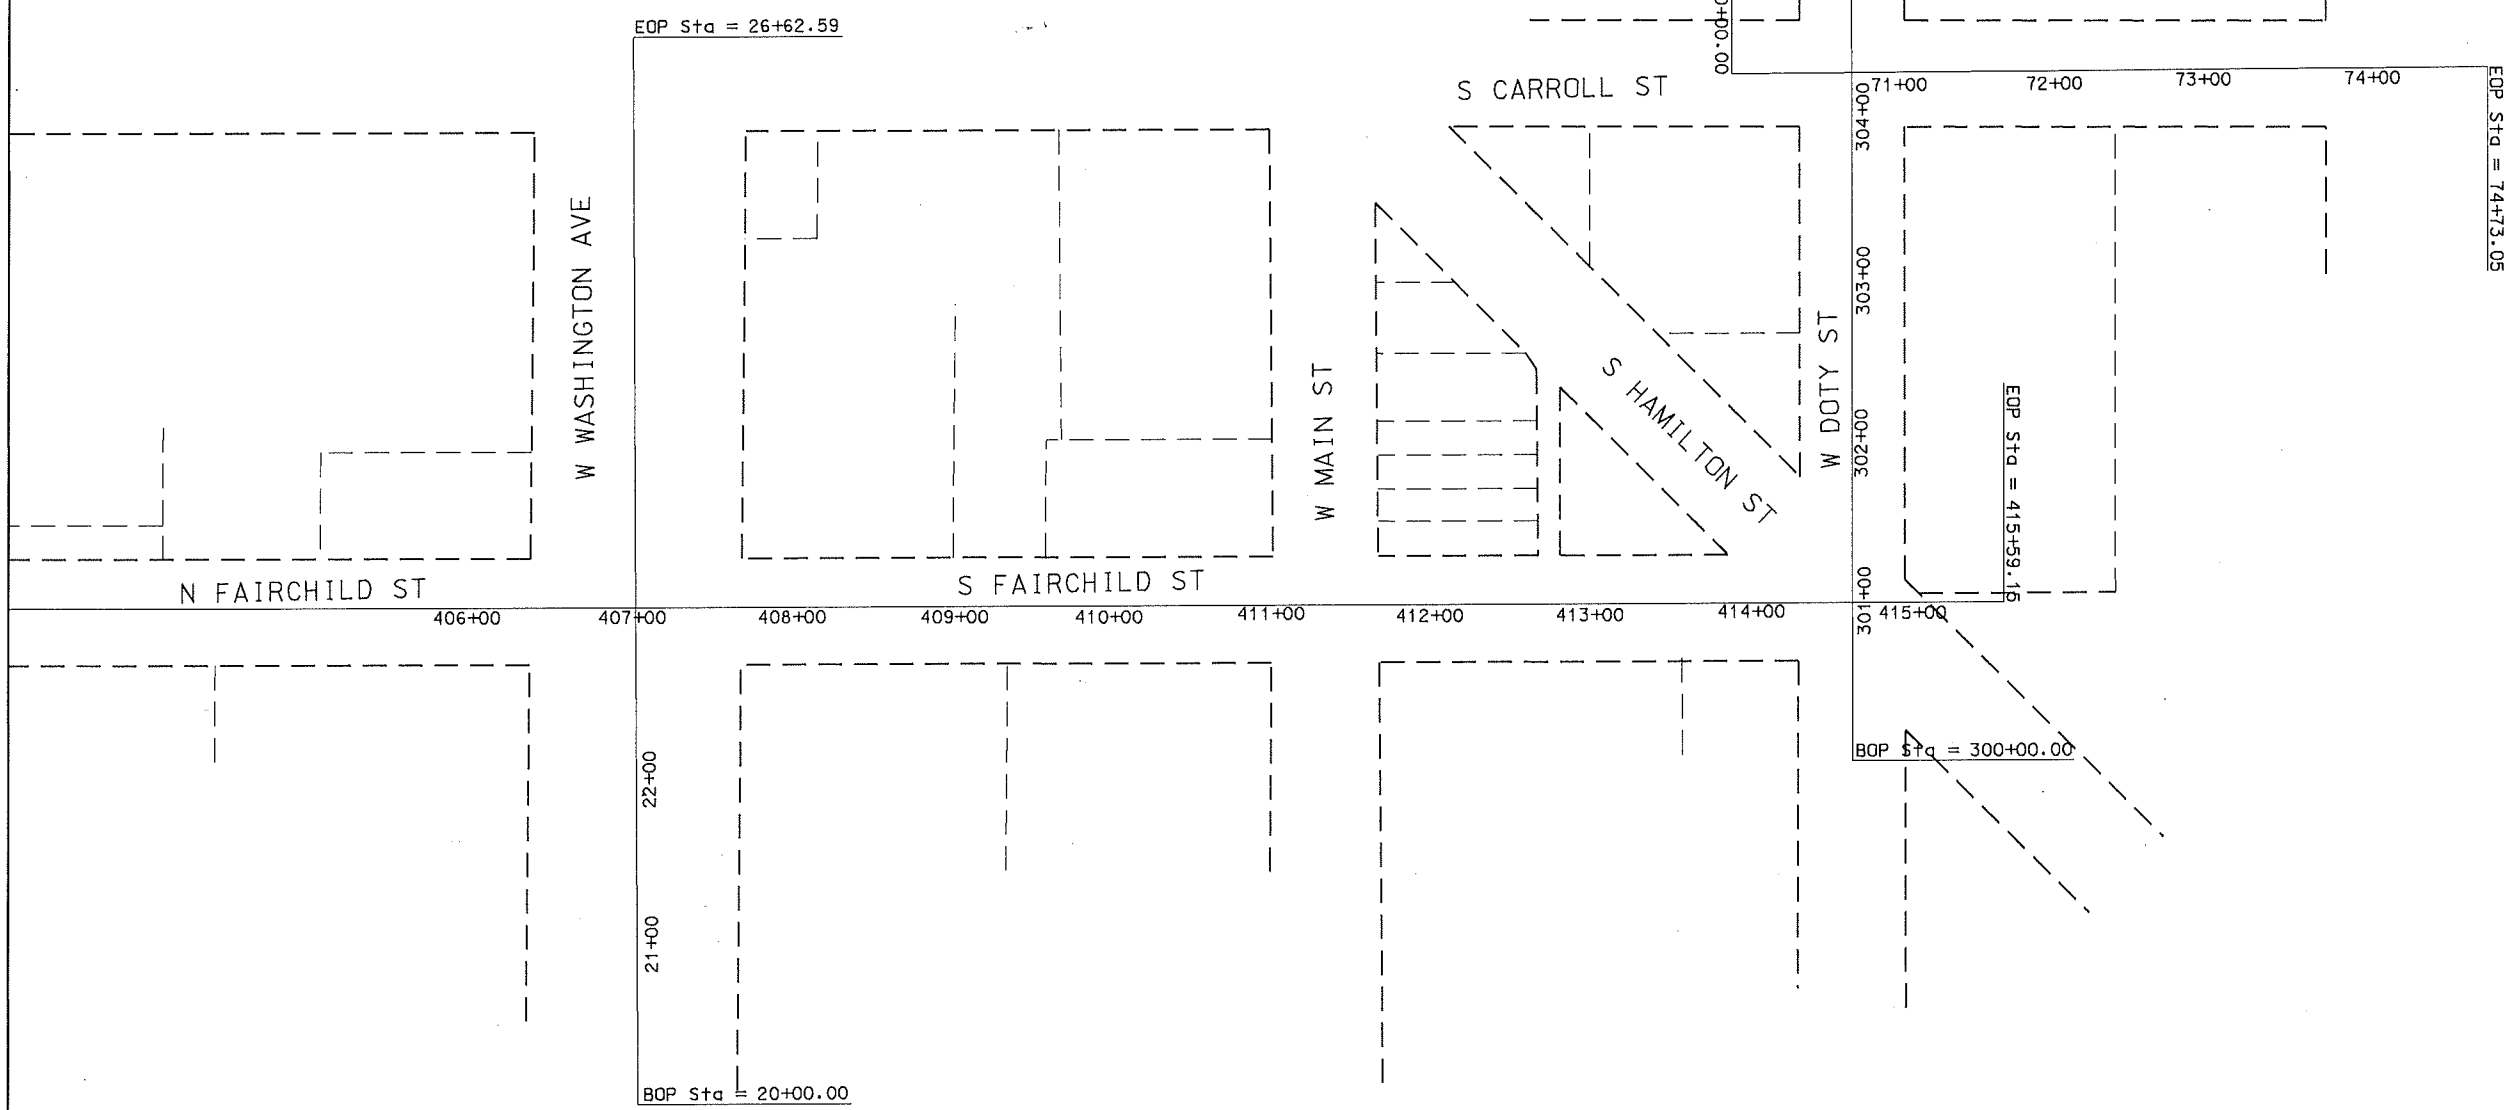 EOP Sta = 26+62.59
0+00.00
S CARROLL ST
71+00
72+00
73+00
74+00
EOP Sta = 74+73.05
304+00
W WASHINGTON AVE
303+00
W MAIN ST
S HAMILTON ST
W DOTY ST
302+00
EOP Sta = 415+59.15
N FAIRCHILD ST
S FAIRCHILD ST
301+00
406+00
407+00
408+00
409+00
410+00
411+00
412+00
413+00
414+00
415+00
22+00
BOP Sta = 300+00.00
21+00
BOP Sta = 20+00.00